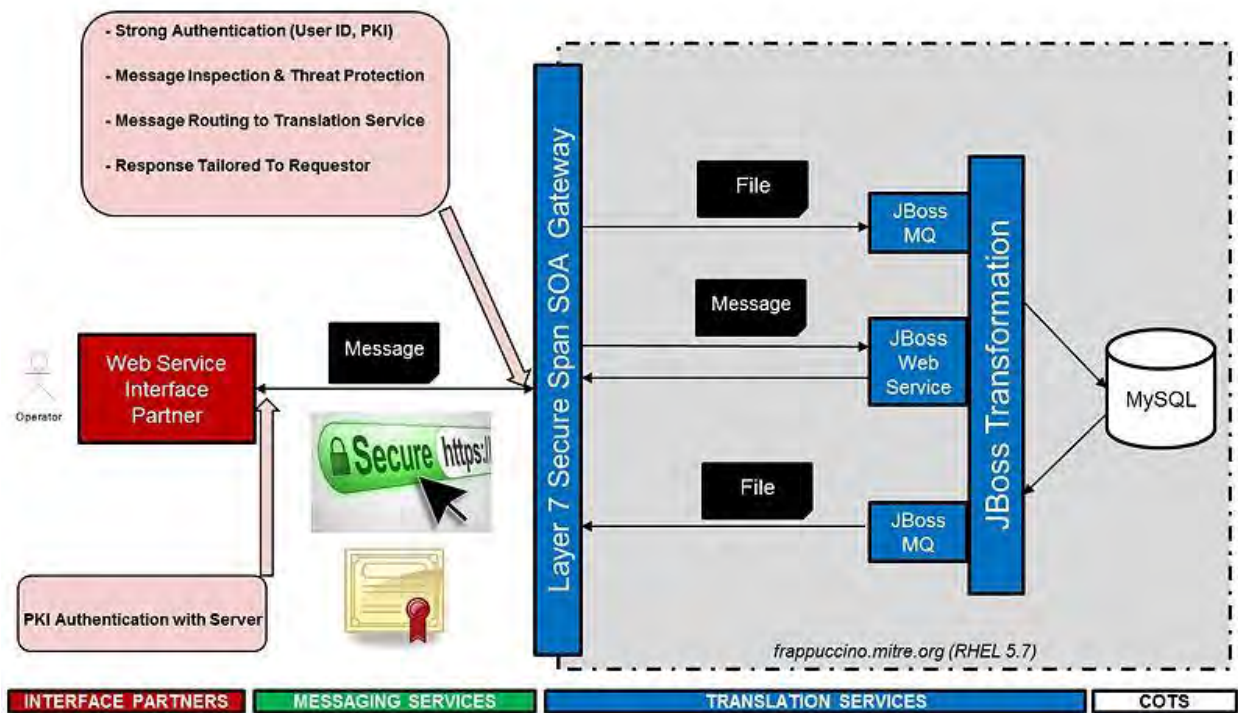 - Strong Authentication (User ID, PKI)
- Message Inspection & Threat Protection
- Message Routing to Translation Service
- Response Tailored To Requestor
Operator
Web Service
Interface
Partner
Message
Secure https:/
PKI Authentication with Server
Layer 7 Secure Span SOA Gateway
File
JBoss
MQ
Message
JBoss
Web
Service
File
JBoss
MQ
JBoss Transformation
MySQL
frappuccino.mitre.org (RHEL 5.7)
INTERFACE PARTNERS
MESSAGING SERVICES
TRANSLATION SERVICES
COTS